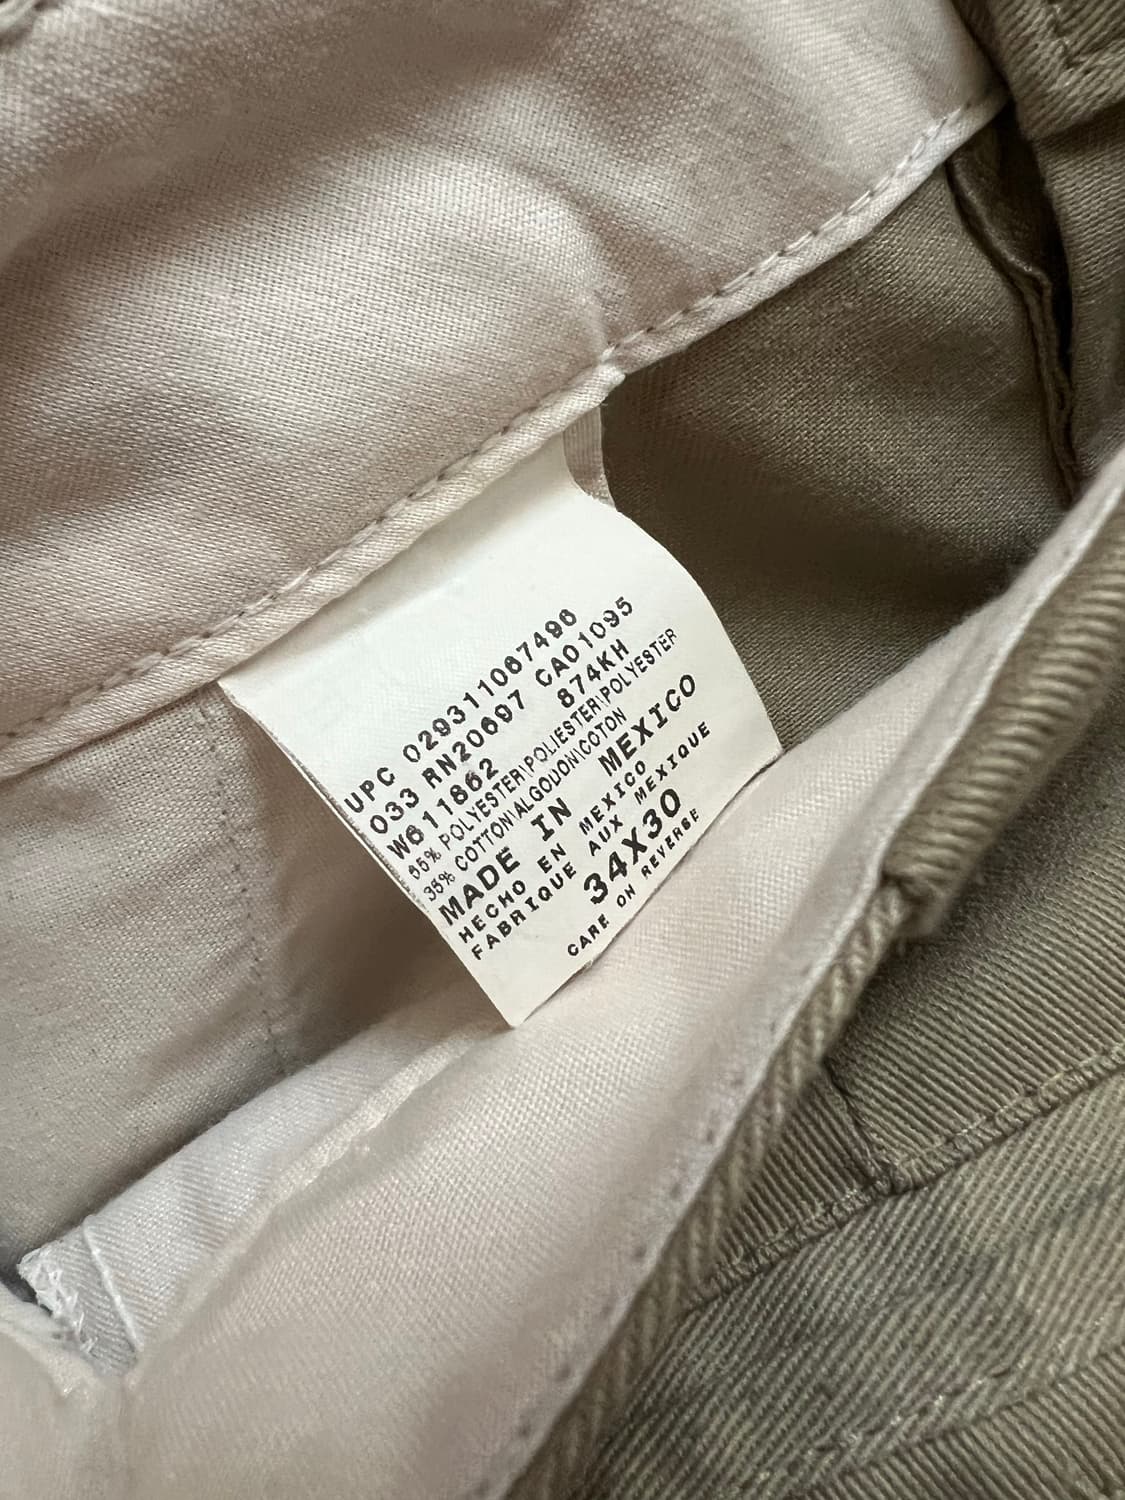 UPC 029311067496
033 RN20697 CA01095
W611862 874KH
65% POLYESTER\POLIESTER\POLYESTER
35% COTTON\ALGODON\COTON
MADE IN MEXICO
HECHO EN MEXICO
FABRIQUE AUX MEXIQUE
34X30
CARE ON REVERSE